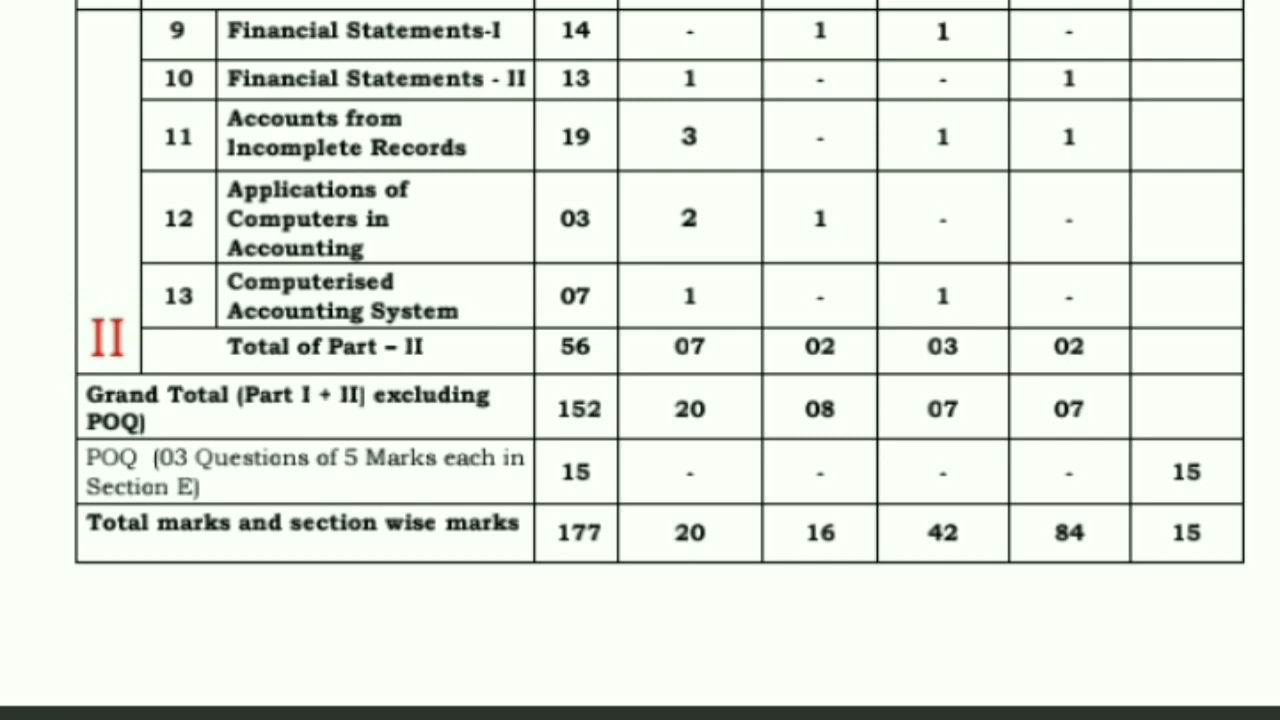 9 Financial Statements-I 14 - 1 1 -
10 Financial Statements - II 13 1 - - 1
11 Accounts from Incomplete Records 19 3 - 1 1
12 Applications of Computers in Accounting 03 2 1 - -
13 Computerised Accounting System 07 1 - 1 -
II Total of Part – II 56 07 02 03 02
Grand Total (Part I + II) excluding POQ) 152 20 08 07 07
POQ (03 Questions of 5 Marks each in Section E) 15 - - - - 15
Total marks and section wise marks 177 20 16 42 84 15